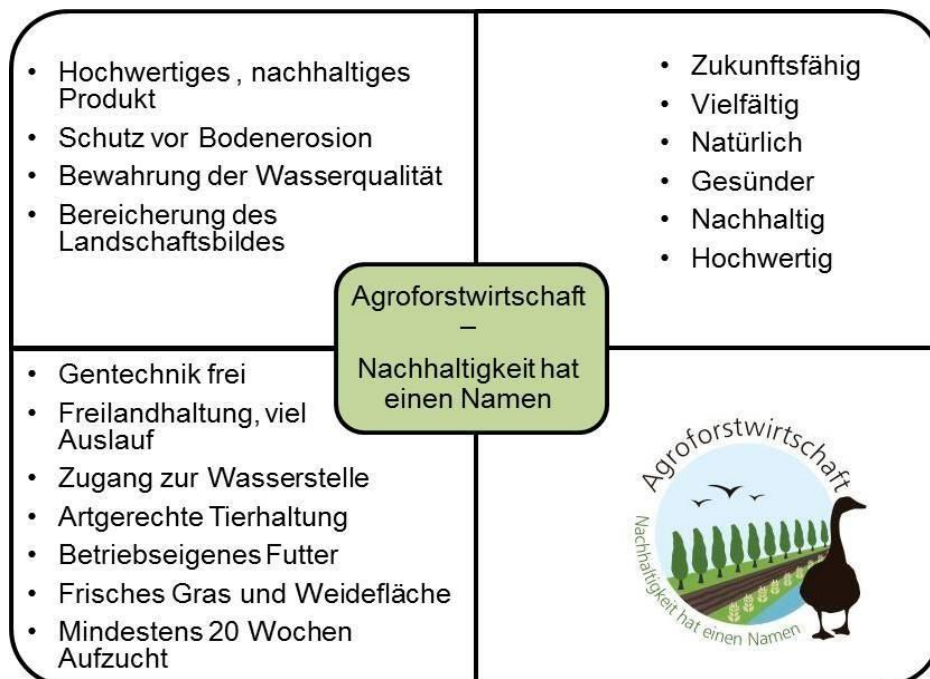 • Hochwertiges , nachhaltiges
Produkt
• Schutz vor Bodenerosion
• Bewahrung der Wasserqualität
• Bereicherung des
Landschaftsbildes
• Zukunftsfähig
• Vielfältig
• Natürlich
• Gesünder
• Nachhaltig
• Hochwertig
Agroforstwirtschaft
–
Nachhaltigkeit hat
einen Namen
• Gentechnik frei
• Freilandhaltung, viel
Auslauf
• Zugang zur Wasserstelle
• Artgerechte Tierhaltung
• Betriebseigenes Futter
• Frisches Gras und Weidefläche
• Mindestens 20 Wochen
Aufzucht
Agroforstwirtschaft
Nachhaltigkeit hat einen Namen